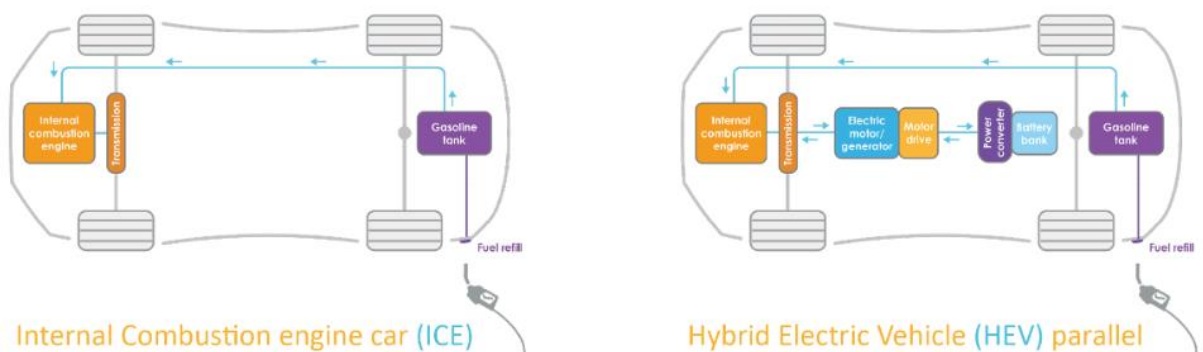 Internal
combustion
engine
Transmission
Gasoline
tank
Fuel refill
Internal Combustion engine car (ICE)
Internal
combustion
engine
Transmission
Electric
motor/
generator
Motor
drive
Power
converter
Battery
bank
Gasoline
tank
Fuel refill
Hybrid Electric Vehicle (HEV) parallel